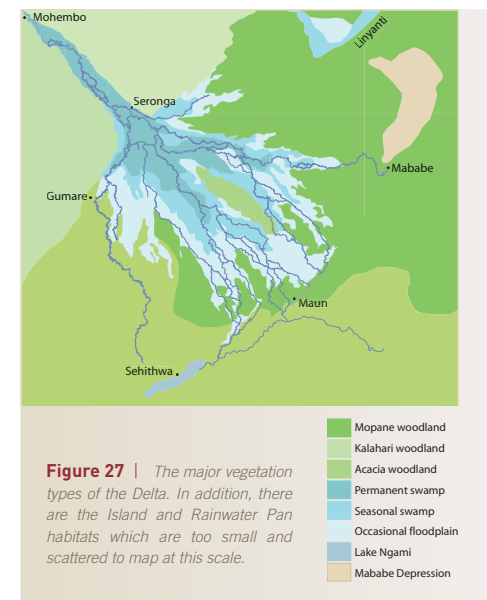 Mohembo
Linyanti
Seronga
Mababe
Gumare
Maun
Sehithwa
Mopane woodland
Kalahari woodland
Acacia woodland
Permanent swamp
Seasonal swamp
Occasional floodplain
Lake Ngami
Mababe Depression
Figure 27 | The major vegetation
types of the Delta. In addition, there
are the Island and Rainwater Pan
habitats which are too small and
scattered to map at this scale.